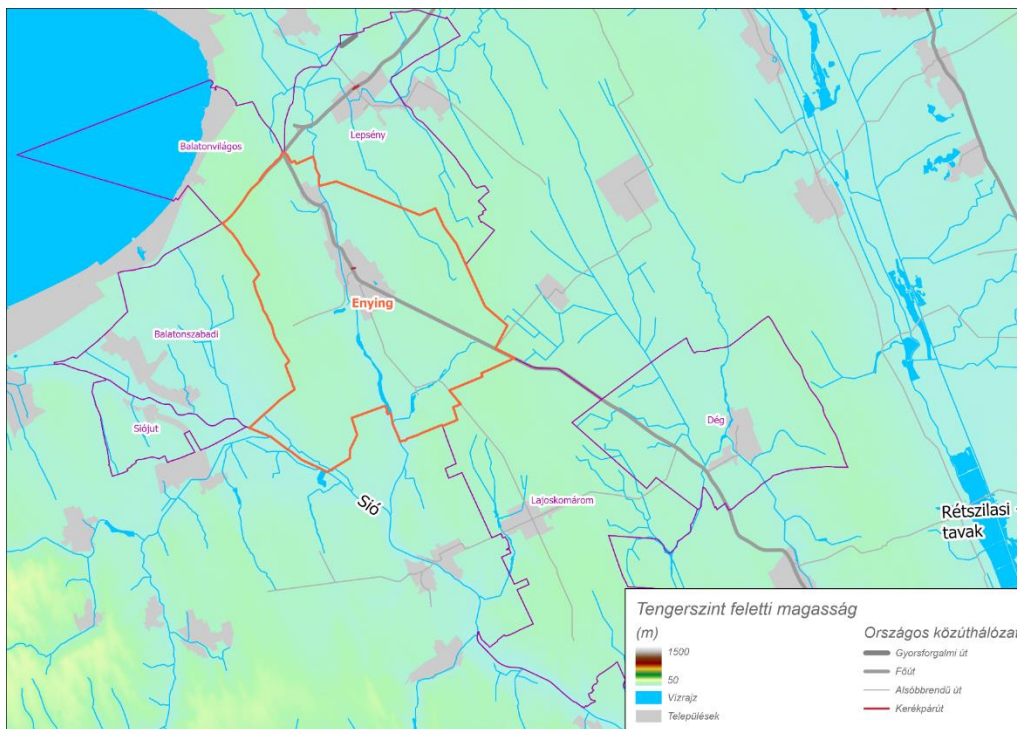 Lepsény
Balatonvilágos
Enying
Balatonszabadi
Siójut
Dég
Lajoskomárom
Sió
Rétszilasi -
tavak
Tengerszint feletti magasság
(m)
1500
50
Vízrajz
Települések
Országos közúthálózat
Gyorsforgalmi út
Főút
Alsóbbrendű út
Kerékpárút